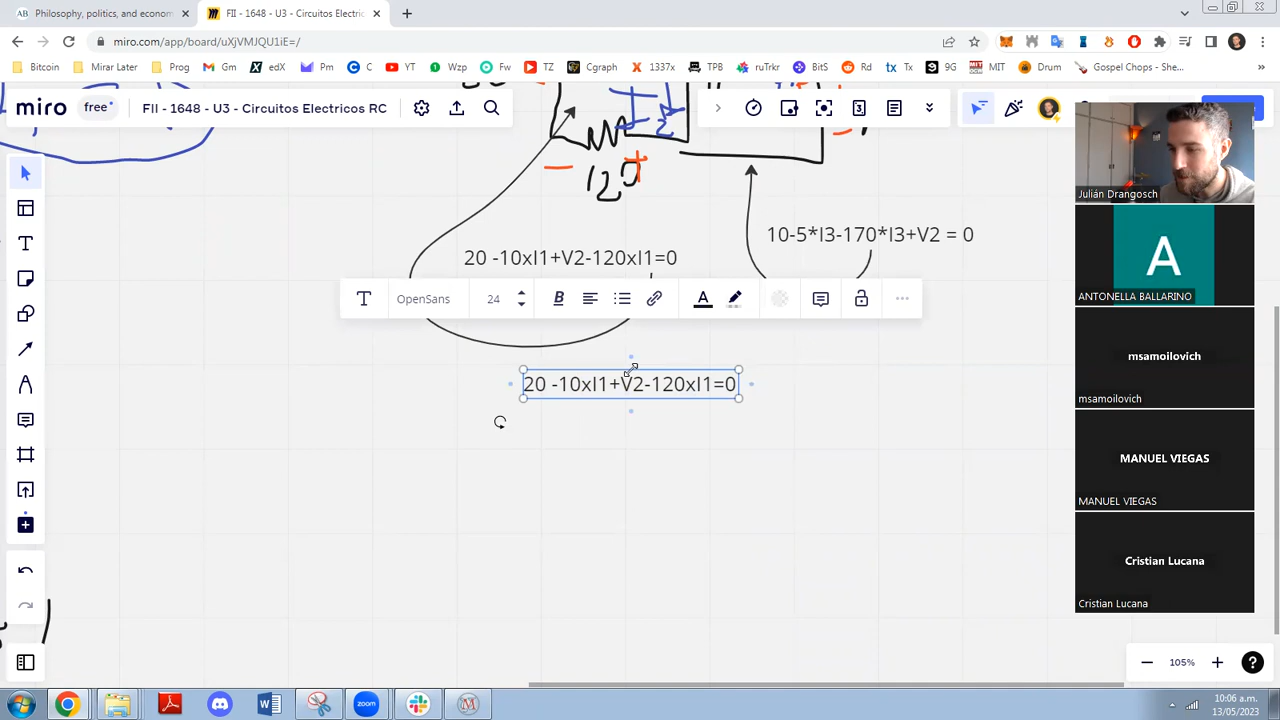 Philosophy, politics, and econom
FII - 1648 - U3 - Circuitos Electric
miro.com/app/board/uXjVMJQU1iE=/
Bitcoin
Mirar Later
Prog
Gm
edX
Pm
C
YT
Wzp
Fw
TZ
Cgraph
1337x
ruTrkr
BitS
Rd
Tx
9G
MIT
Drum
Gospel Chops - She...
miro
free
FII - 1648 - U3 - Circuitos Electricos RC
Julián Drangosch
2
120
A
ANTONELLA BALLARINO
10-5*I3-170*I3+V2 = 0
20 -10xI1+V2-120xI1=0
OpenSans
24
B
A
20 -10xI1+V2-120xI1=0
msamoilovich
msamoilovich
MANUEL VIEGAS
MANUEL VIEGAS
Cristian Lucana
Cristian Lucana
105%
10:06 a.m.
13/05/2023